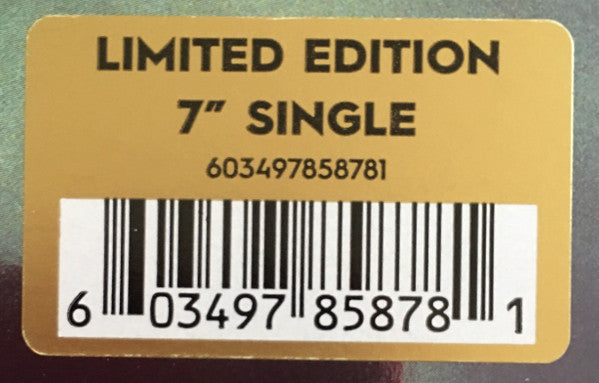 LIMITED EDITION
7" SINGLE
603497858781
6 03497 85878 1